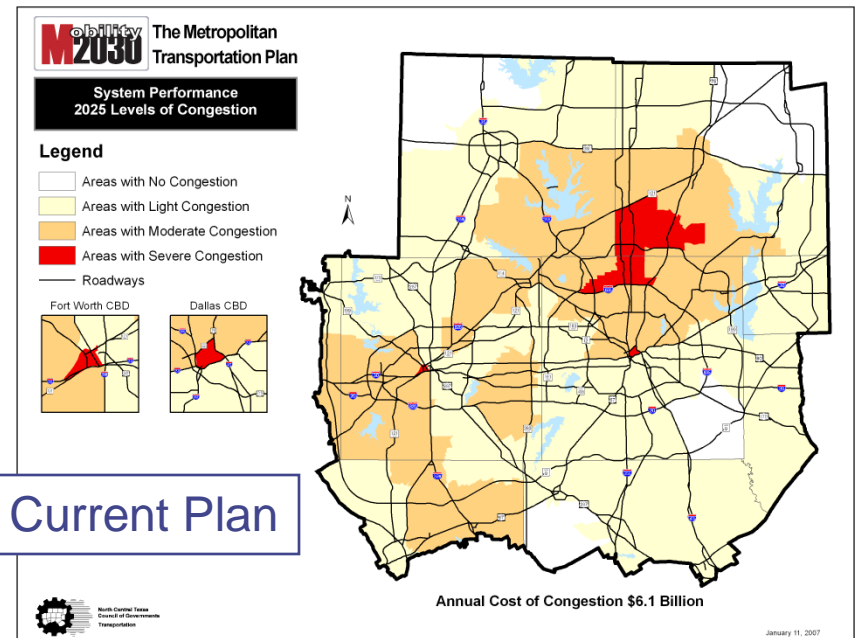 Mobility
M2030
The Metropolitan
Transportation Plan
System Performance
2025 Levels of Congestion
Legend
Areas with No Congestion
Areas with Light Congestion
Areas with Moderate Congestion
Areas with Severe Congestion
Roadways
Fort Worth CBD
Dallas CBD
N
Current Plan
North Central Texas
Council of Governments
Transportation
Annual Cost of Congestion $6.1 Billion
January 11, 2007